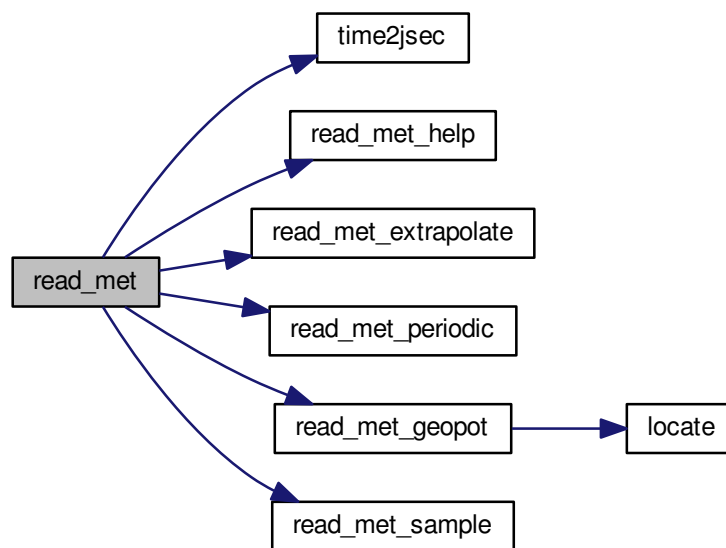 time2jsec
read_met_help
read_met_extrapolate
read_met
read_met_periodic
read_met_geopot
locate
read_met_sample